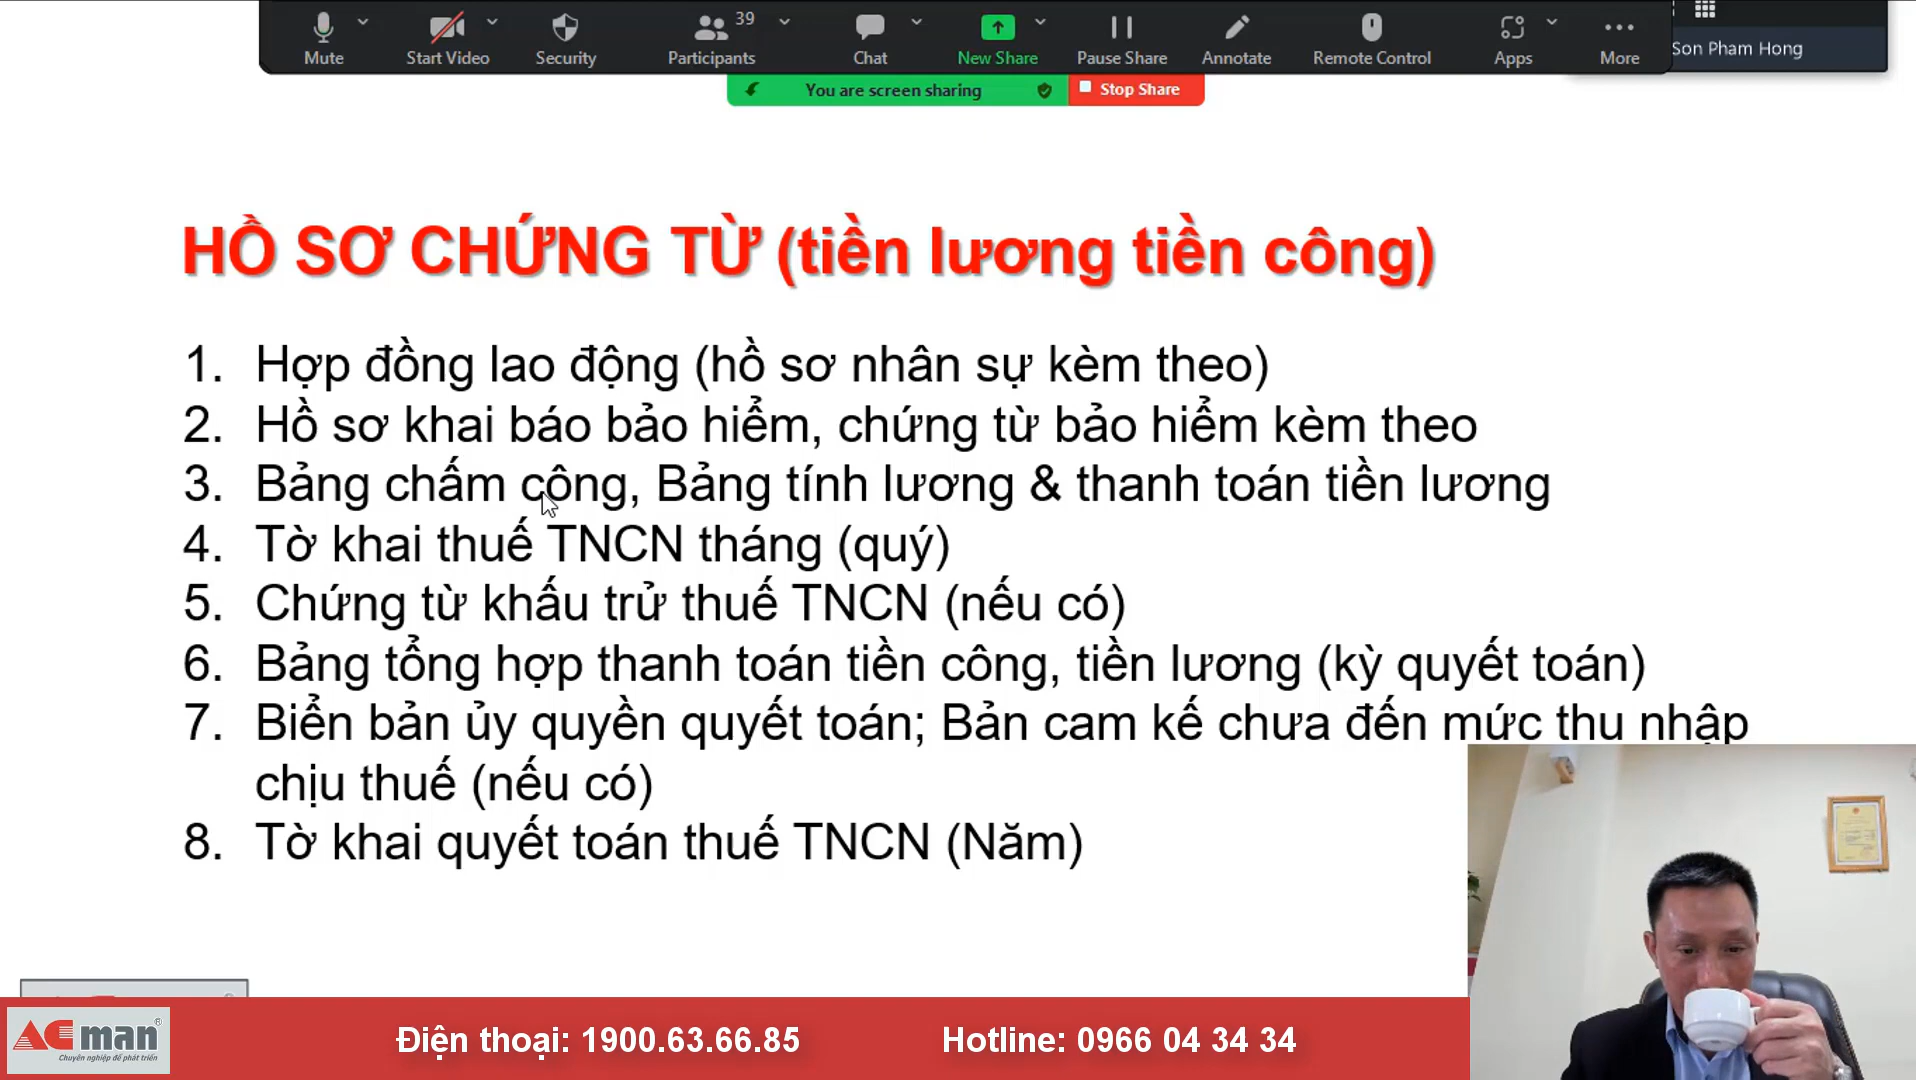 39
Mute
Start Video
Security
Participants
Chat
New Share
Pause Share
Annotate
Remote Control
Apps
More
Son Pham Hong
You are screen sharing
Stop Share
HỒ SƠ CHỨNG TỪ (tiền lương tiền công)
1. Hợp đồng lao động (hồ sơ nhân sự kèm theo)
2. Hồ sơ khai báo bảo hiểm, chứng từ bảo hiểm kèm theo
3. Bảng chấm công, Bảng tính lương & thanh toán tiền lương
4. Tờ khai thuế TNCN tháng (quý)
5. Chứng từ khấu trử thuế TNCN (nếu có)
6. Bảng tổng hợp thanh toán tiền công, tiền lương (kỳ quyết toán)
7. Biển bản ủy quyền quyết toán; Bản cam kế chưa đến mức thu nhập
chịu thuế (nếu có)
8. Tờ khai quyết toán thuế TNCN (Năm)
ACman®
Chuyên nghiệp để phát triển
Điện thoại: 1900.63.66.85
Hotline: 0966 04 34 34